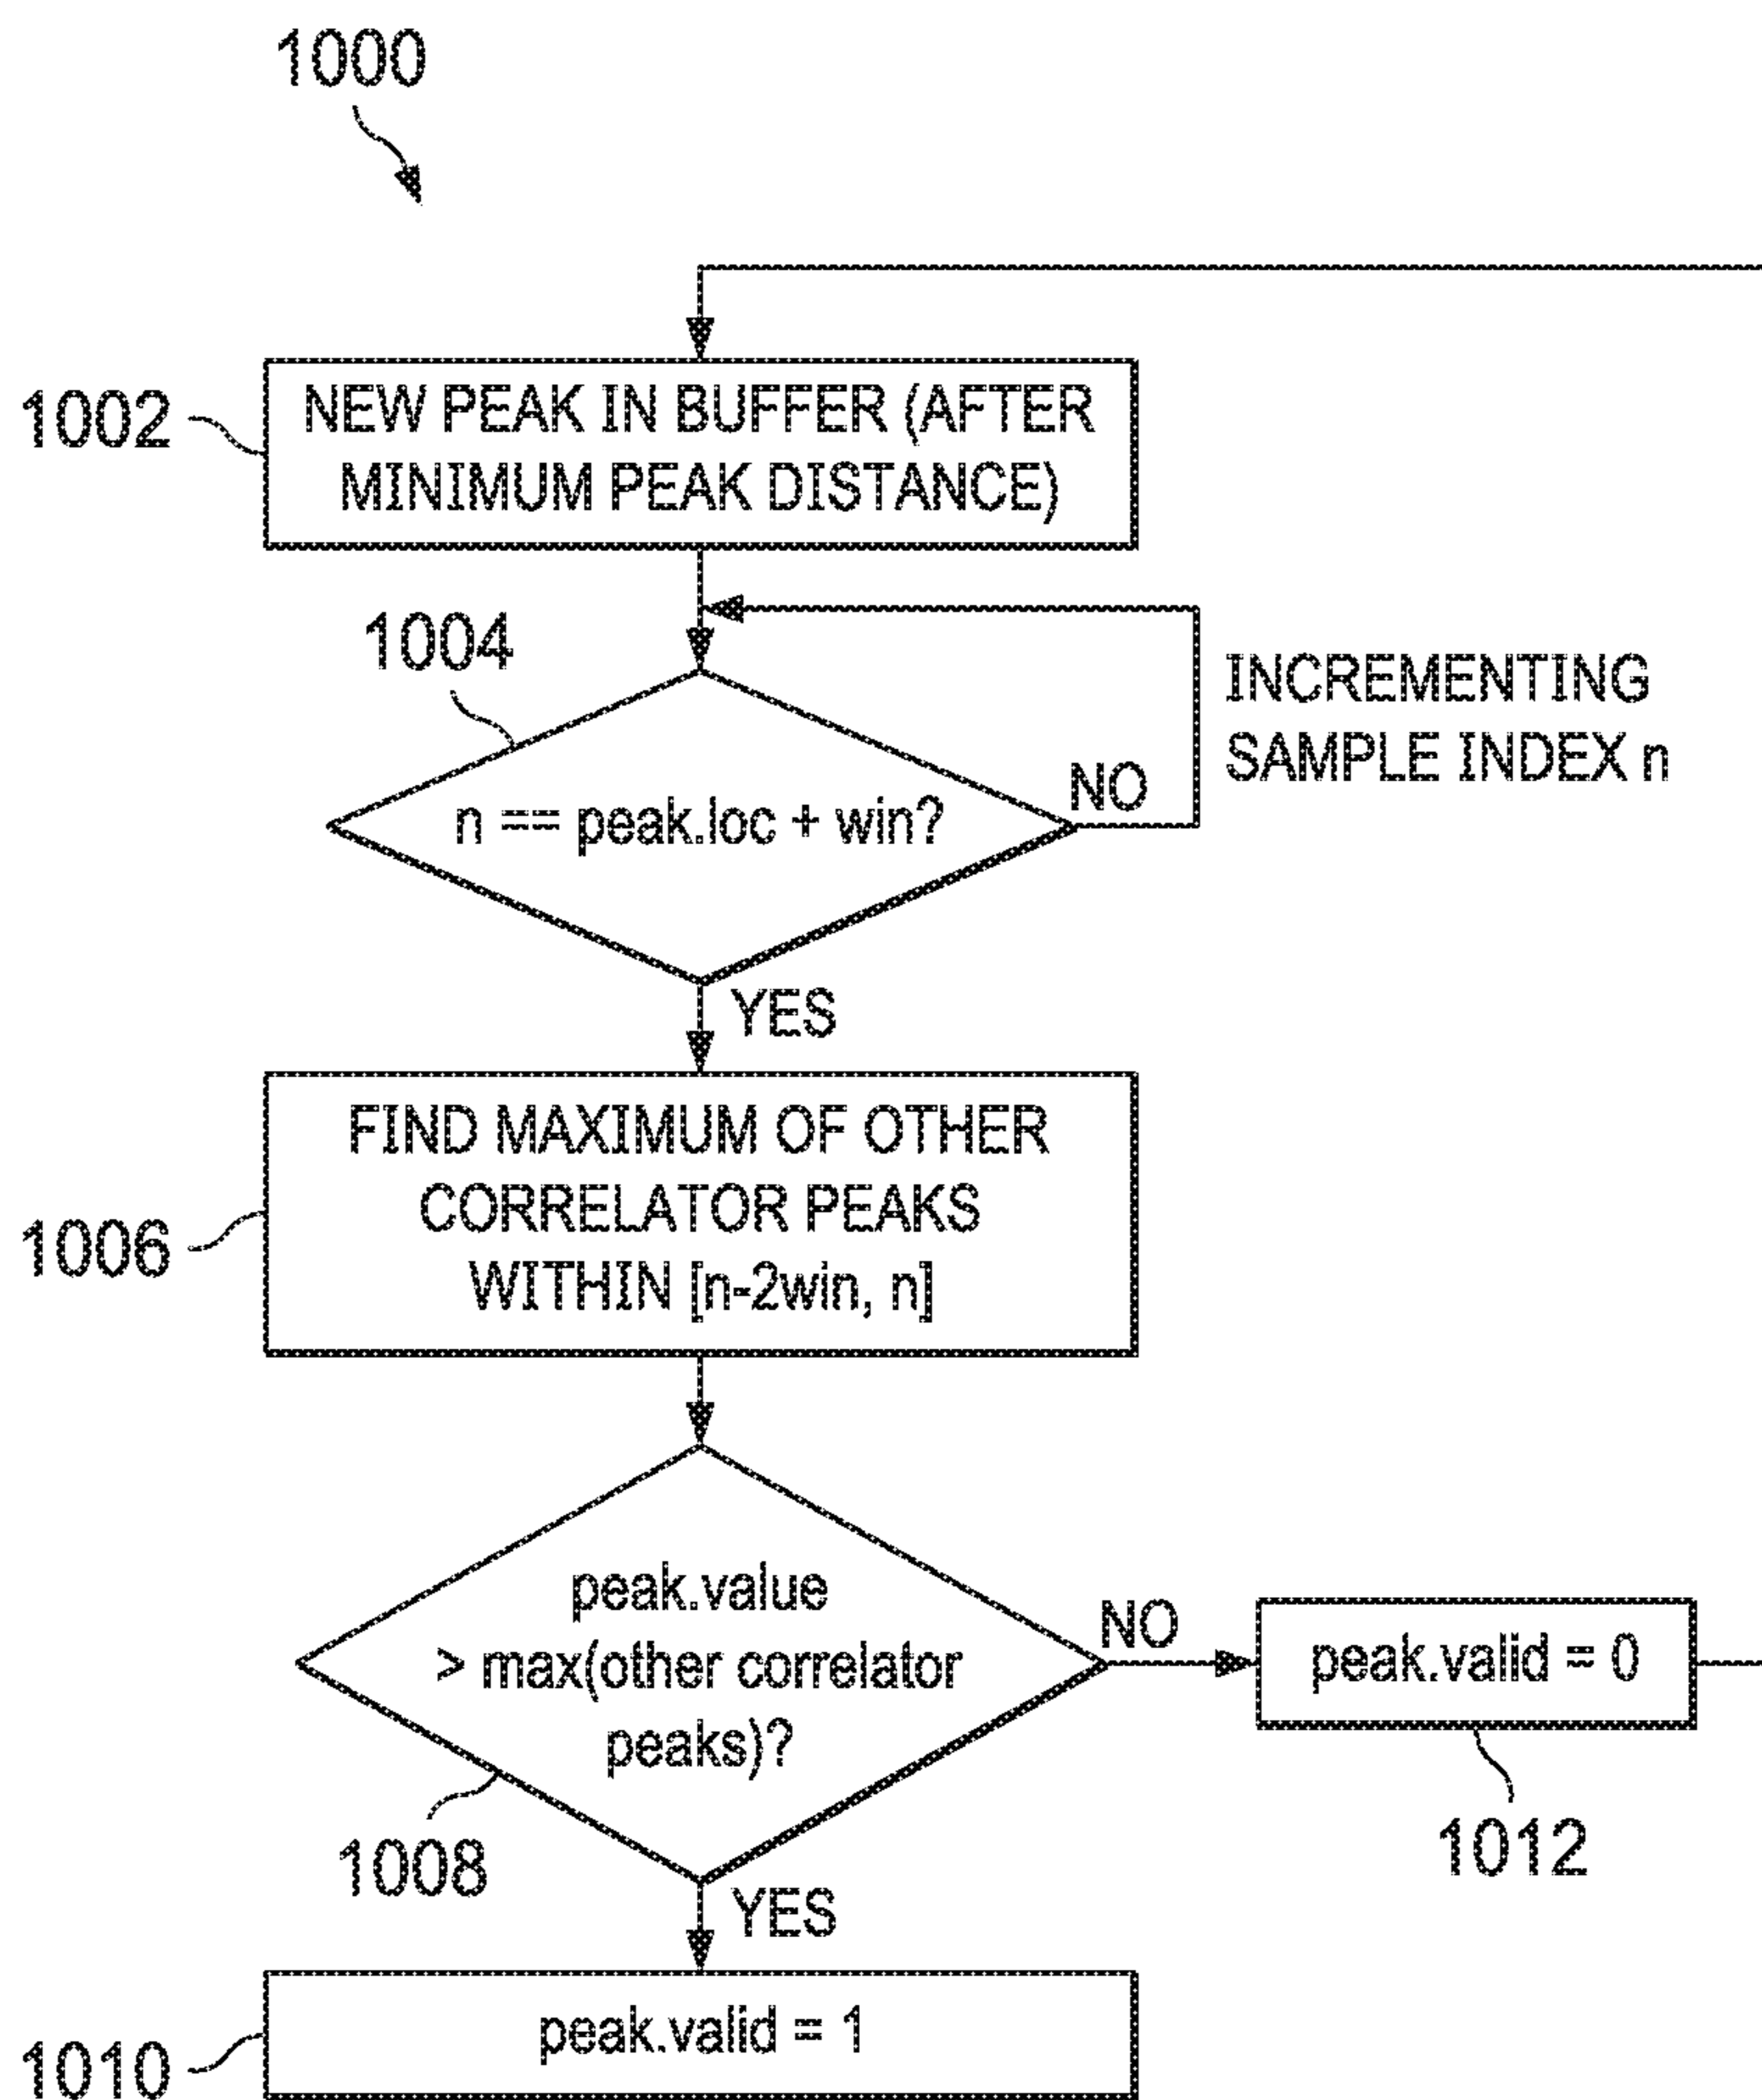 1000
1002
NEW PEAK IN BUFFER (AFTER
MINIMUM PEAK DISTANCE)
1004
n == peak.loc + win?
NO
INCREMENTING
SAMPLE INDEX n
YES
1006
FIND MAXIMUM OF OTHER
CORRELATOR PEAKS
WITHIN [n-2win, n]
1008
peak.value
> max(other correlator
peaks)?
NO
peak.valid = 0
1012
YES
1010
peak.valid = 1